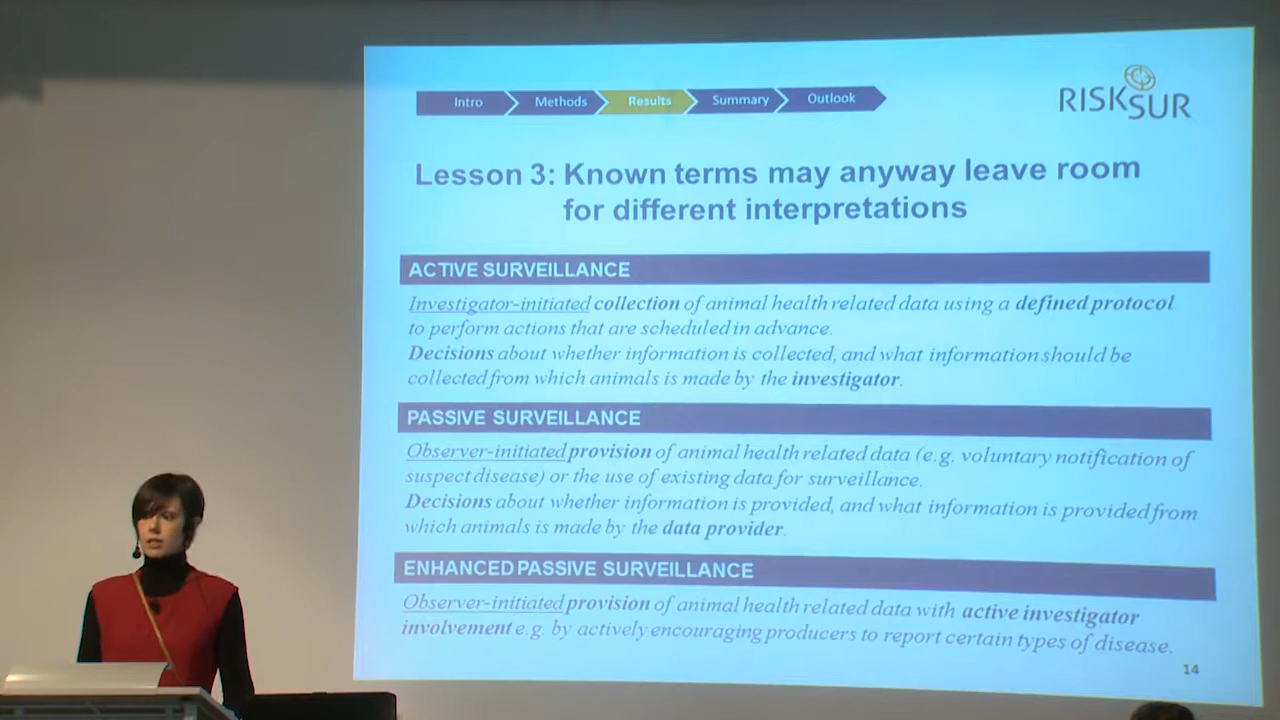 Intro Methods Results Summary Outlook
RISKSUR
Lesson 3: Known terms may anyway leave room
for different interpretations
ACTIVE SURVEILLANCE
Investigator-initiated collection of animal health related data using a defined protocol
to perform actions that are scheduled in advance.
Decisions about whether information is collected, and what information should be
collected from which animals is made by the investigator.
PASSIVE SURVEILLANCE
Observer-initiated provision of animal health related data (e.g. voluntary notification of
suspect disease) or the use of existing data for surveillance.
Decisions about whether information is provided, and what information is provided from
which animals is made by the data provider.
ENHANCED PASSIVE SURVEILLANCE
Observer-initiated provision of animal health related data with active investigator
involvement e.g. by actively encouraging producers to report certain types of disease.
14